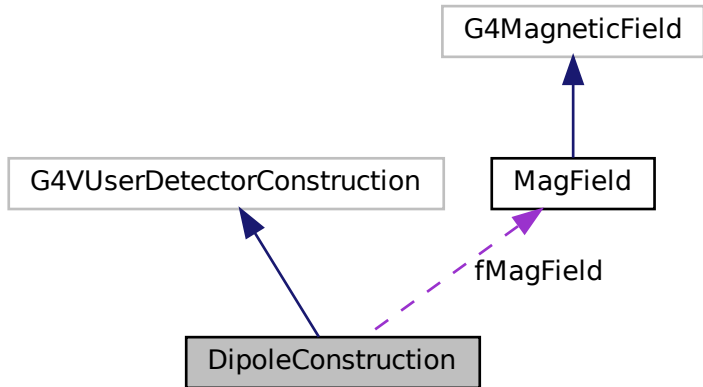 G4MagneticField
G4VUserDetectorConstruction
MagField
fMagField
DipoleConstruction